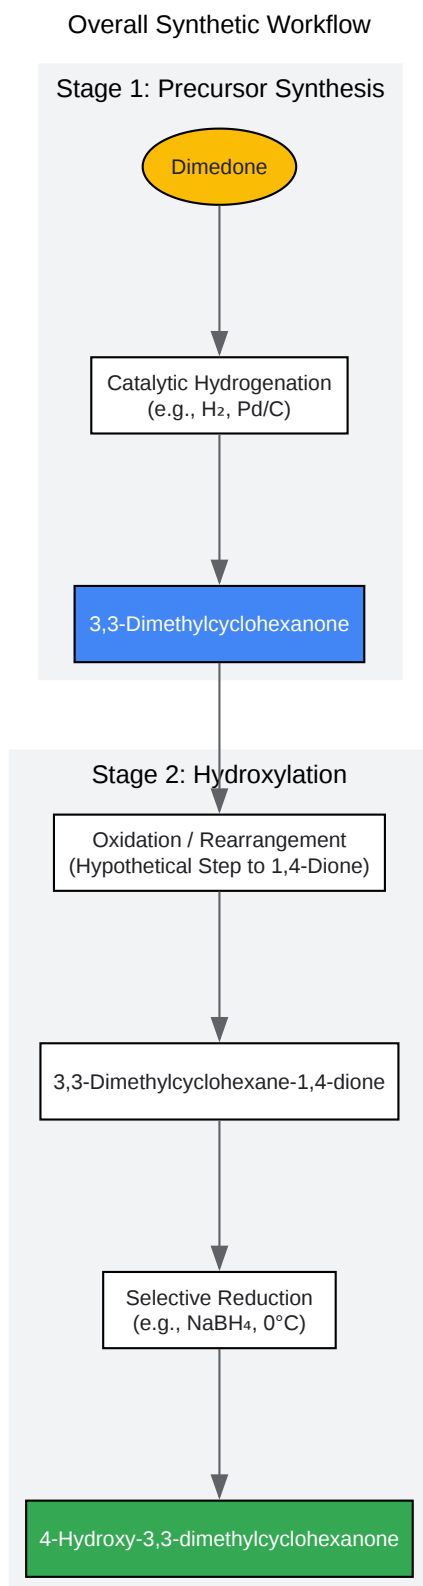 Overall Synthetic Workflow
Stage 1: Precursor Synthesis
Dimedone
Catalytic Hydrogenation
(e.g., H₂, Pd/C)
3,3-Dimethylcyclohexanone
Stage 2: Hydroxylation
Oxidation / Rearrangement
(Hypothetical Step to 1,4-Dione)
3,3-Dimethylcyclohexane-1,4-dione
Selective Reduction
(e.g., NaBH₄, 0°C)
4-Hydroxy-3,3-dimethylcyclohexanone